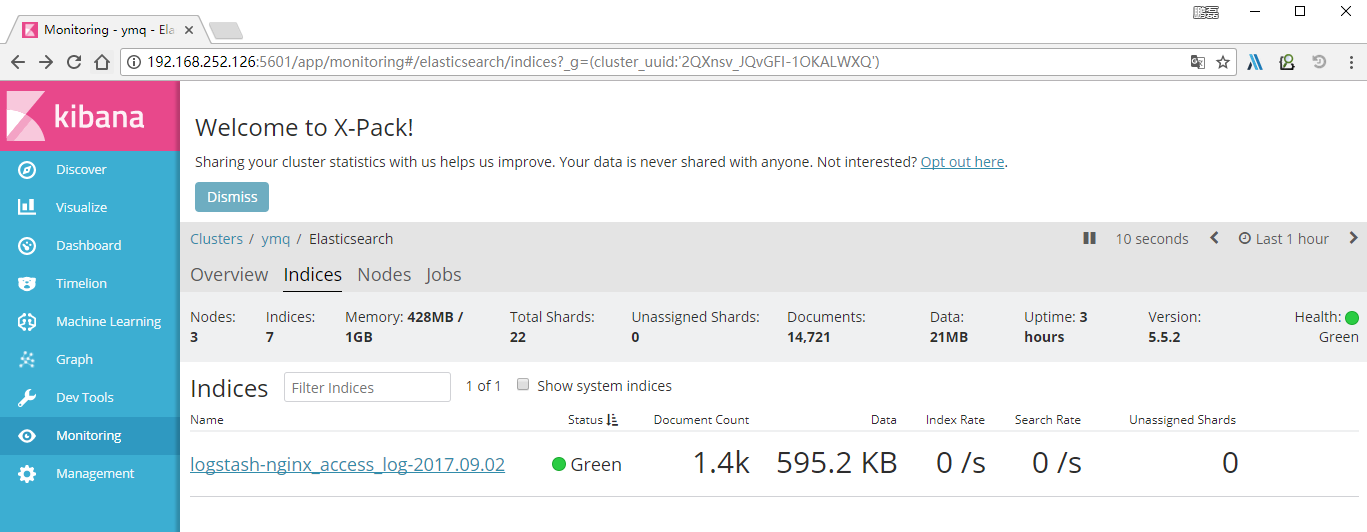 鹏磊
Monitoring - ymq - Ela
192.168.252.126:5601/app/monitoring#/elasticsearch/indices?_g=(cluster_uuid:'2QXnsv_JQvGFI-1OKALWXQ')
kibana
Discover
Visualize
Dashboard
Timelion
Machine Learning
Graph
Dev Tools
Monitoring
Management
Welcome to X-Pack!
Sharing your cluster statistics with us helps us improve. Your data is never shared with anyone. Not interested? Opt out here.
Dismiss
Clusters / ymq / Elasticsearch 10 seconds Last 1 hour
Overview Indices Nodes Jobs
Nodes: Indices: Memory: 428MB / Total Shards: Unassigned Shards: Documents: Data: Uptime: 3 Version: Health:
3 7 1GB 22 0 14,721 21MB hours 5.5.2 Green
Indices Filter Indices 1 of 1 Show system indices
Name Status Document Count Data Index Rate Search Rate Unassigned Shards
logstash-nginx_access_log-2017.09.02 Green 1.4k 595.2 KB 0 /s 0 /s 0